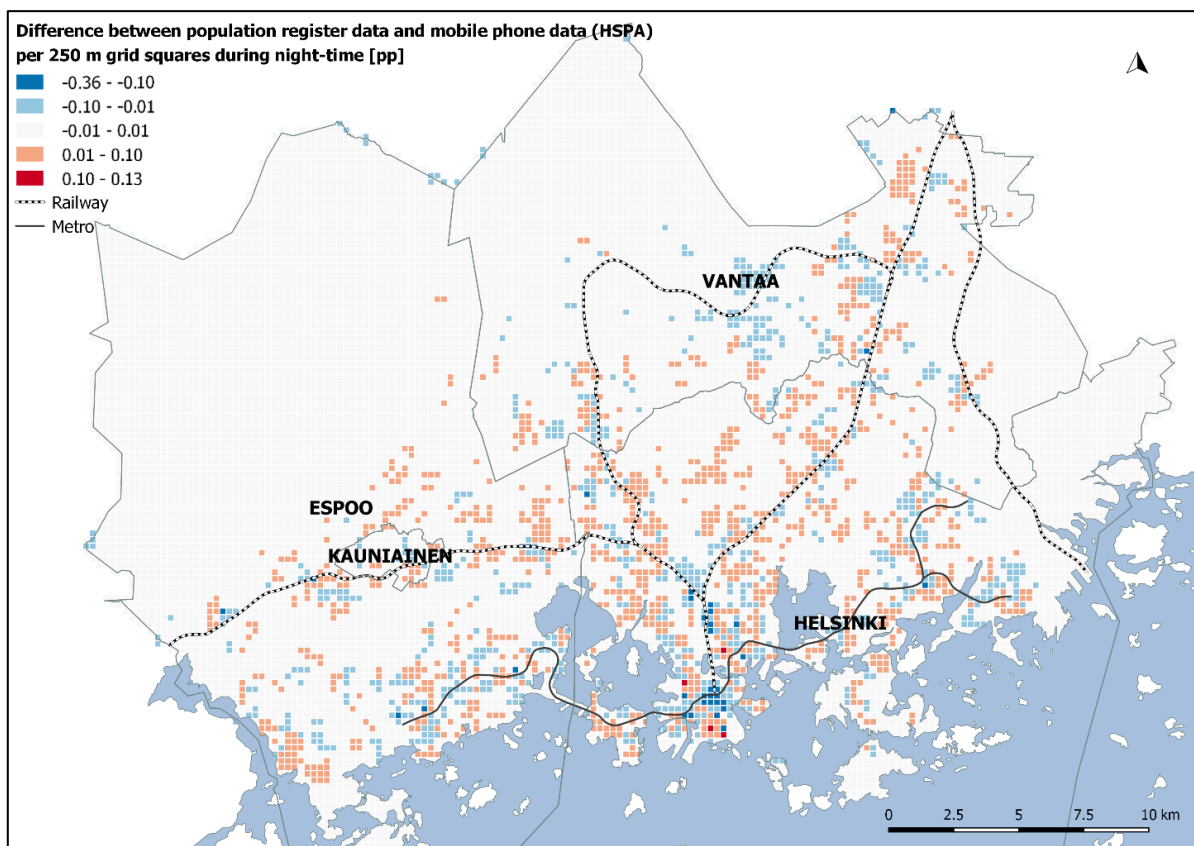 Difference between population register data and mobile phone data (HSPA)
per 250 m grid squares during night-time [pp]
-0.36 - -0.10
-0.10 - -0.01
-0.01 - 0.01
0.01 - 0.10
0.10 - 0.13
Railway
Metro
VANTAA
ESPOO
KAUNIAINEN
HELSINKI
0 2.5 5 7.5 10 km